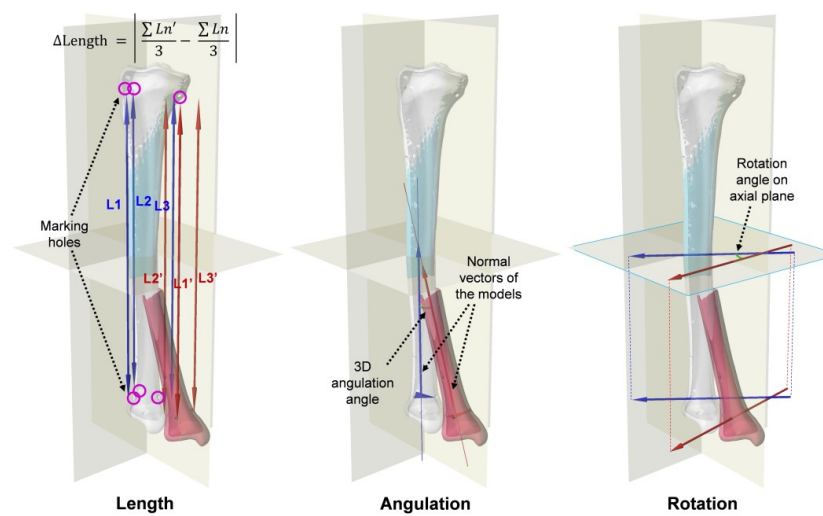 ΔLength = | ∑ Ln′ / 3 − ∑ Ln / 3 |
Marking
holes
L1
L2
L3
L2’
L1’
L3’
Length
Normal
vectors of
the models
3D
angulation
angle
Angulation
Rotation
angle on
axial plane
Rotation